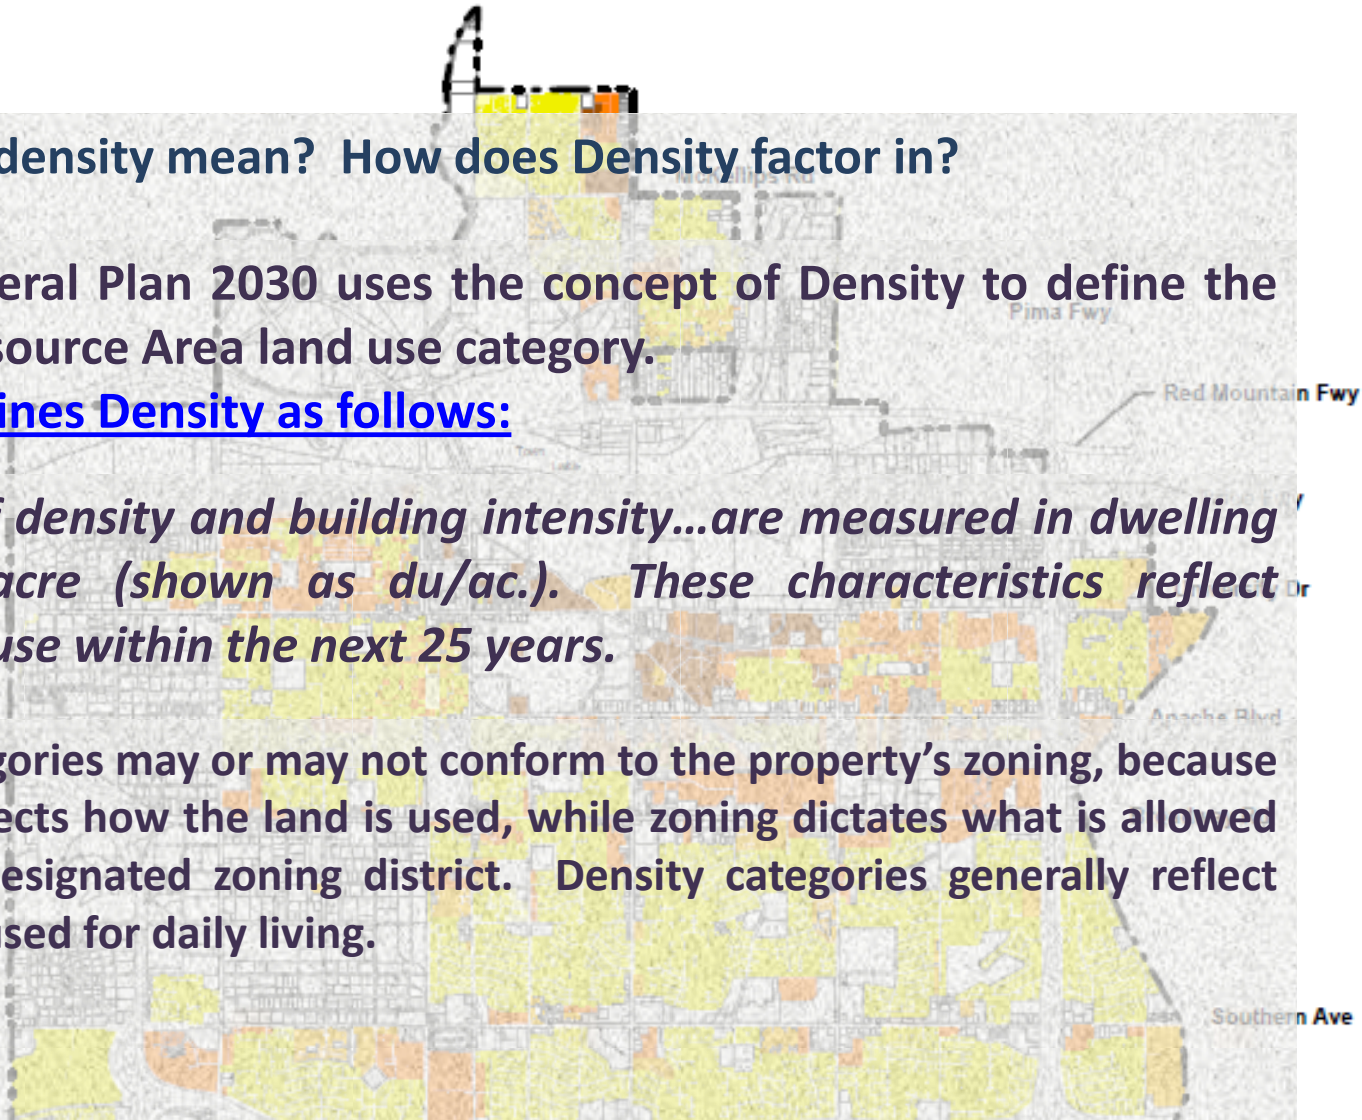 density mean?  How does Density factor in?
McKellips Rd
eral Plan 2030 uses the concept of Density to define the
Pima Fwy
source Area land use category.
Red Mountain Fwy
ines Density as follows:
density and building intensity…are measured in dwelling
acre (shown as du/ac.).  These characteristics reflect
Dr
use within the next 25 years.
Apache Blvd
gories may or may not conform to the property’s zoning, because
ects how the land is used, while zoning dictates what is allowed
esignated zoning district.  Density categories generally reflect
used for daily living.
Southern Ave